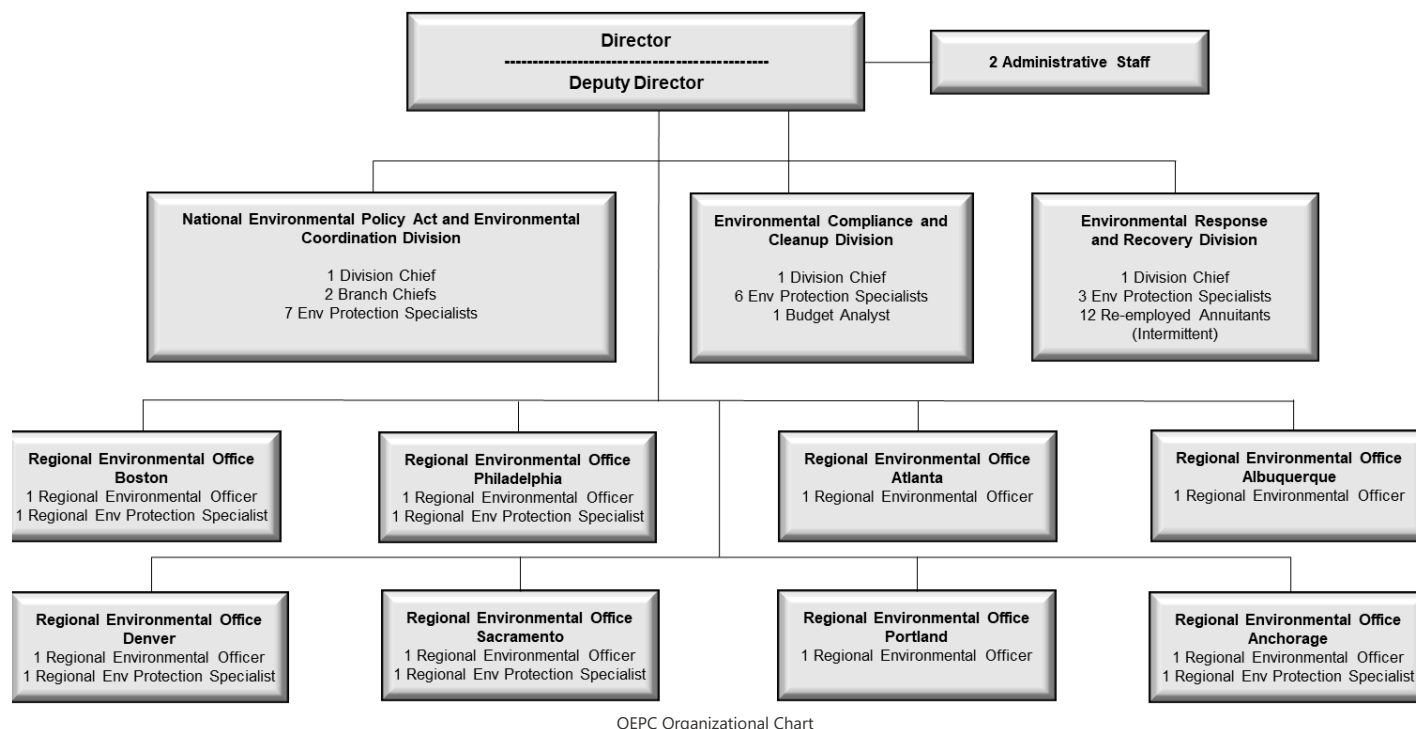 Director
-----------------------------------------------
Deputy Director
2 Administrative Staff
National Environmental Policy Act and Environmental
Coordination Division
1 Division Chief
2 Branch Chiefs
7 Env Protection Specialists
Environmental Compliance and
Cleanup Division
1 Division Chief
6 Env Protection Specialists
1 Budget Analyst
Environmental Response
and Recovery Division
1 Division Chief
3 Env Protection Specialists
12 Re-employed Annuitants
(Intermittent)
Regional Environmental Office
Boston
1 Regional Environmental Officer
1 Regional Env Protection Specialist
Regional Environmental Office
Philadelphia
1 Regional Environmental Officer
1 Regional Env Protection Specialist
Regional Environmental Office
Atlanta
1 Regional Environmental Officer
Regional Environmental Office
Albuquerque
1 Regional Environmental Officer
Regional Environmental Office
Denver
1 Regional Environmental Officer
1 Regional Env Protection Specialist
Regional Environmental Office
Sacramento
1 Regional Environmental Officer
1 Regional Env Protection Specialist
Regional Environmental Office
Portland
1 Regional Environmental Officer
Regional Environmental Office
Anchorage
1 Regional Environmental Officer
1 Regional Env Protection Specialist
OEPC Organizational Chart